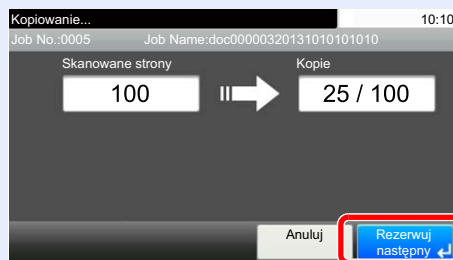 Kopiowanie... 10:10
Job No.:0005 Job Name:doc00000320131010101010
Skanowane strony Kopie
100 25 / 100
Anuluj Rezerwuj
następny